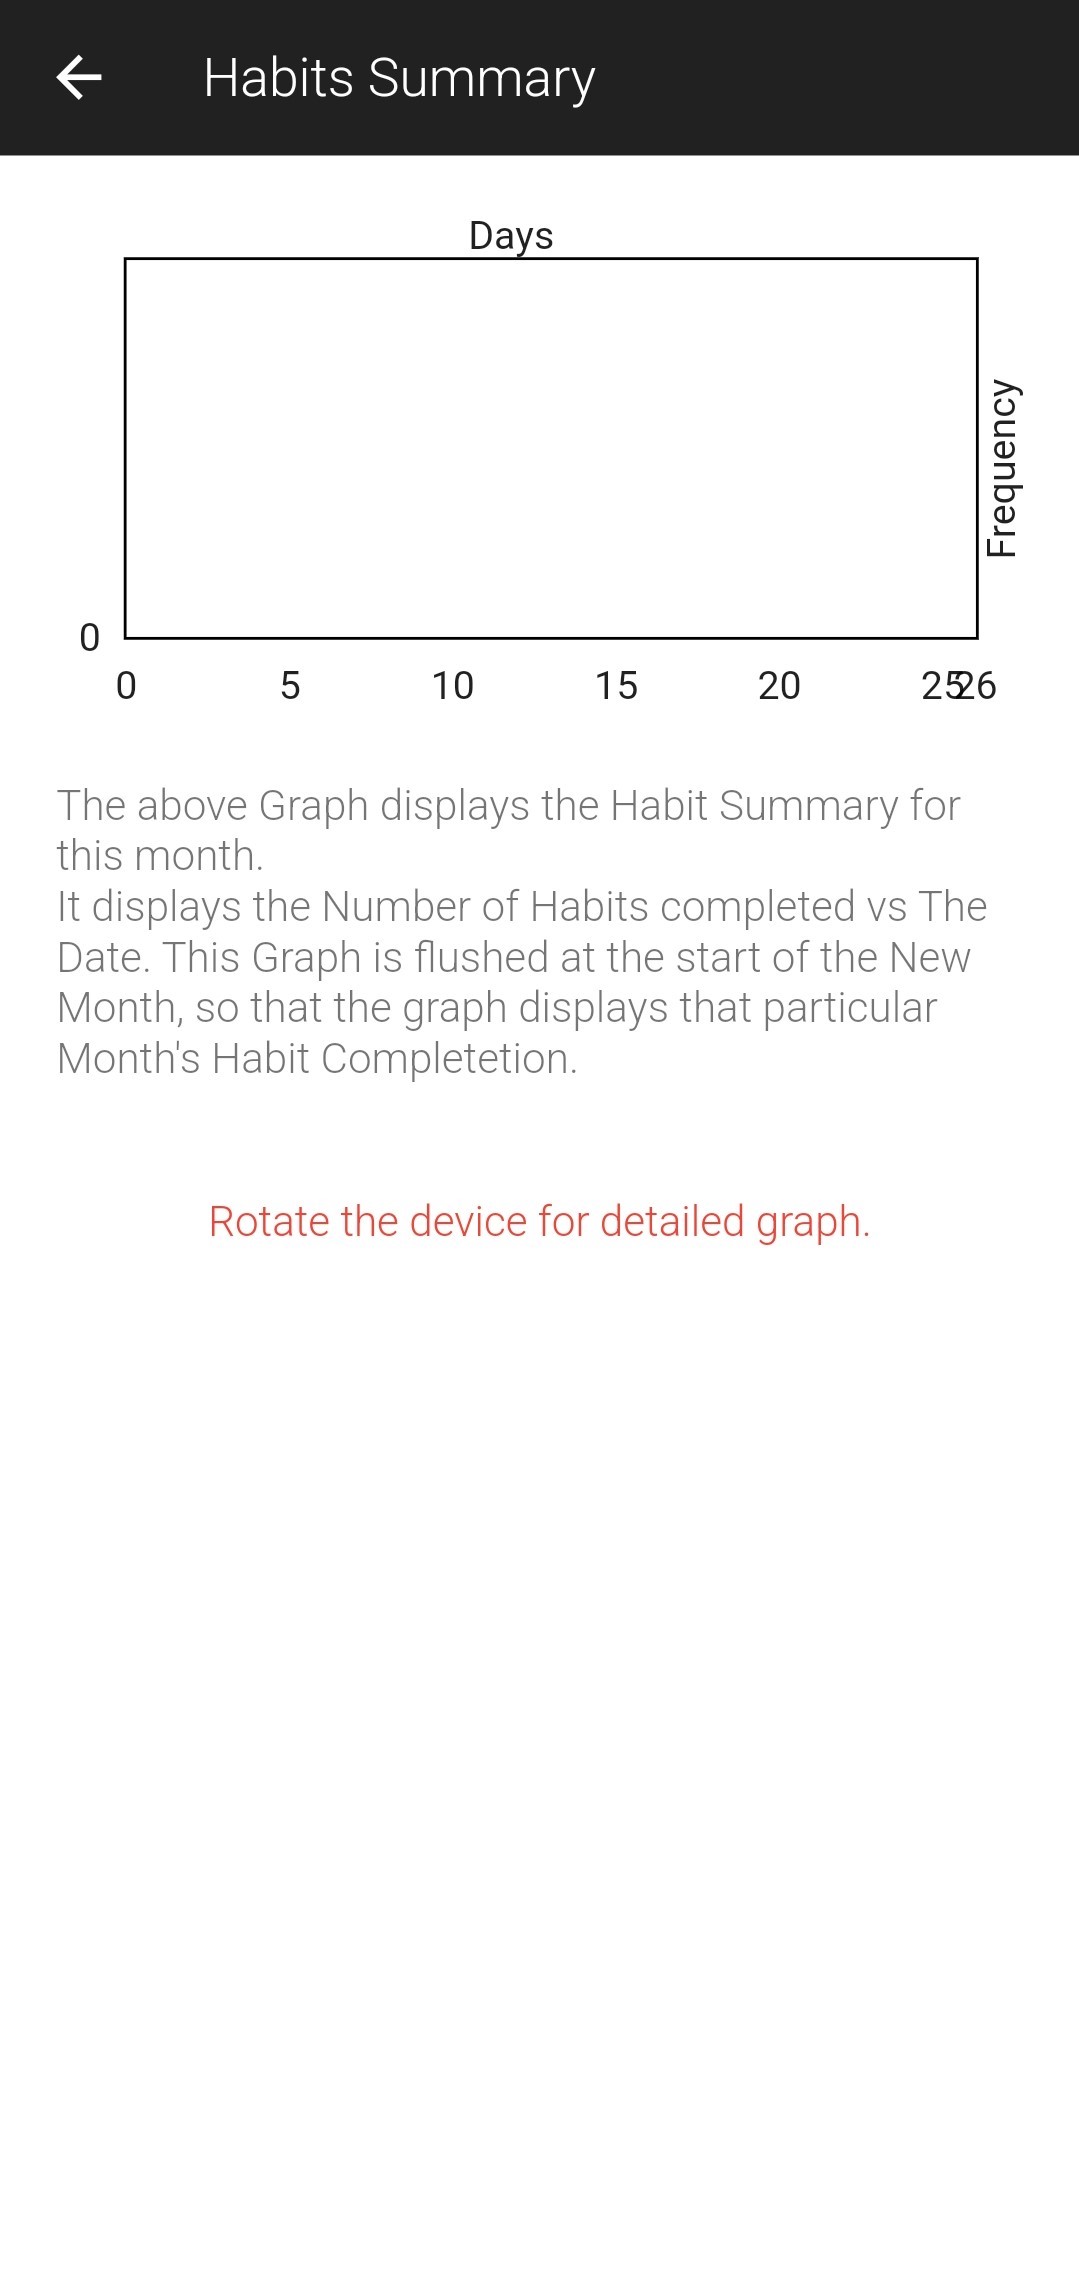 Habits Summary
Days
Frequency
0
0 5 10 15 20 25 26
The above Graph displays the Habit Summary for
this month.
It displays the Number of Habits completed vs The
Date. This Graph is flushed at the start of the New
Month, so that the graph displays that particular
Month's Habit Completetion.
Rotate the device for detailed graph.